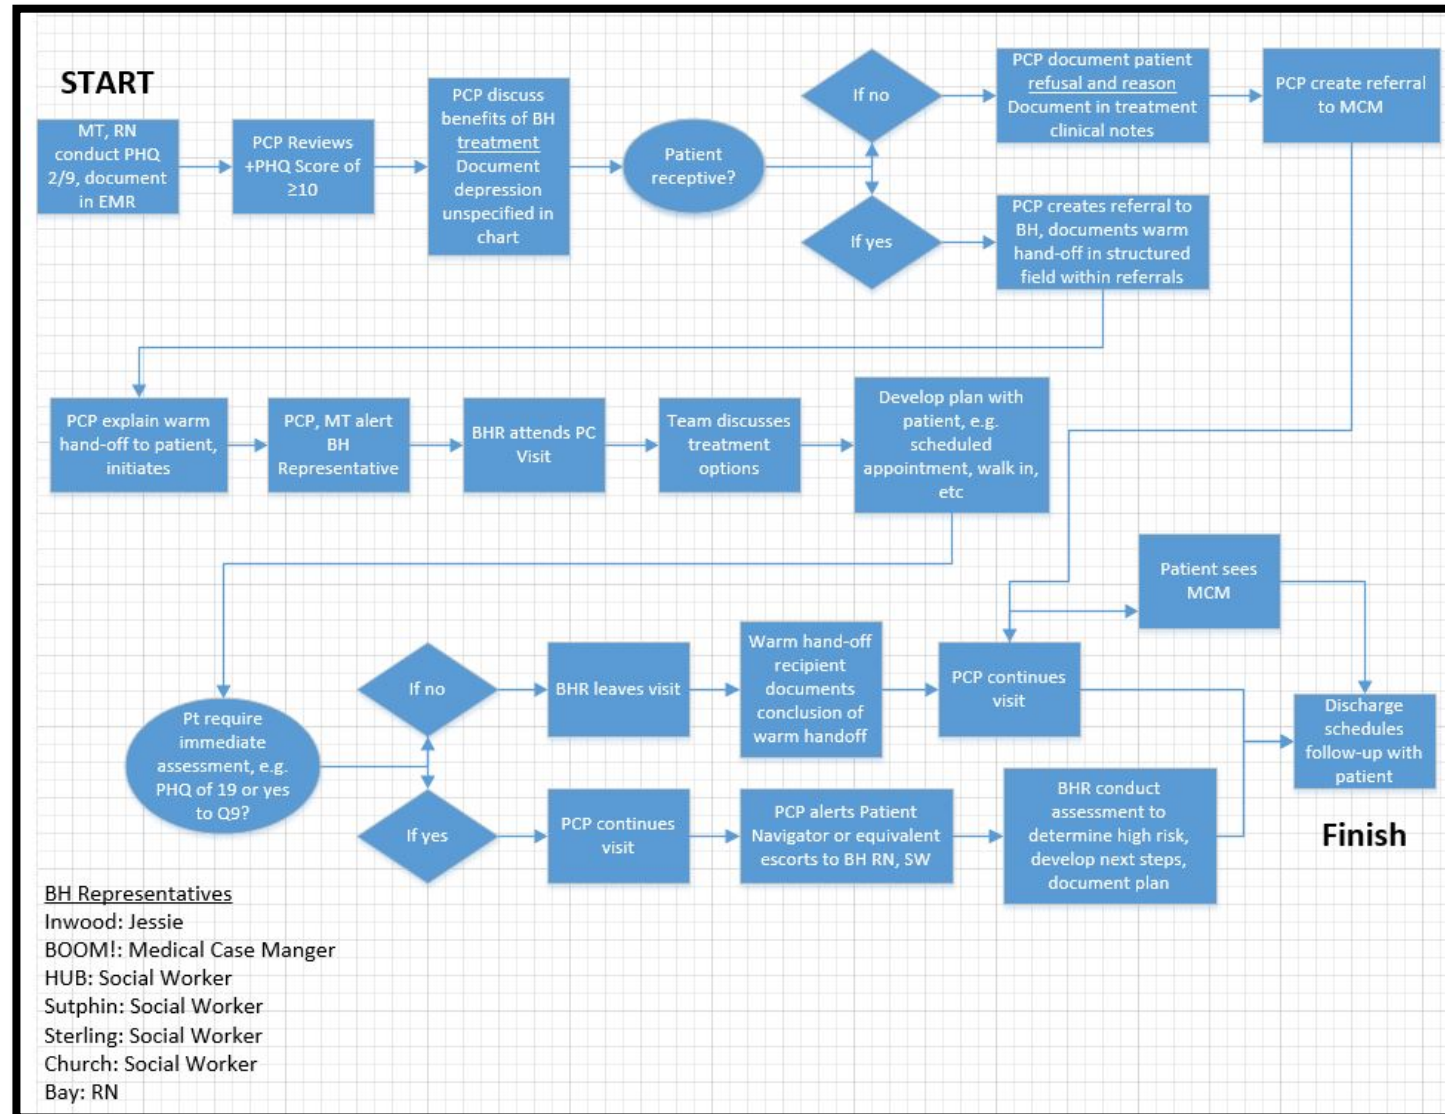 START
MT, RN
conduct PHQ
2/9, document
in EMR
PCP Reviews
+PHQ Score of
≥10
PCP discuss
benefits of BH
treatment
Document
depression
unspecified in
chart
Patient
receptive?
If no
PCP document patient
refusal and reason
Document in treatment
clinical notes
PCP create referral
to MCM
If yes
PCP creates referral to
BH, documents warm
hand-off in structured
field within referrals
PCP explain warm
hand-off to patient,
initiates
PCP, MT alert
BH
Representative
BHR attends PC
Visit
Team discusses
treatment
options
Develop plan with
patient, e.g.
scheduled
appointment, walk in,
etc
Pt require
immediate
assessment, e.g.
PHQ of 19 or yes
to Q9?
If no
BHR leaves visit
Warm hand-off
recipient
documents
conclusion of
warm handoff
PCP continues
visit
Patient sees
MCM
If yes
PCP continues
visit
PCP alerts Patient
Navigator or equivalent
escorts to BH RN, SW
BHR conduct
assessment to
determine high risk,
develop next steps,
document plan
Discharge
schedules
follow-up with
patient
Finish
BH Representatives
Inwood: Jessie
BOOM!: Medical Case Manger
HUB: Social Worker
Sutphin: Social Worker
Sterling: Social Worker
Church: Social Worker
Bay: RN